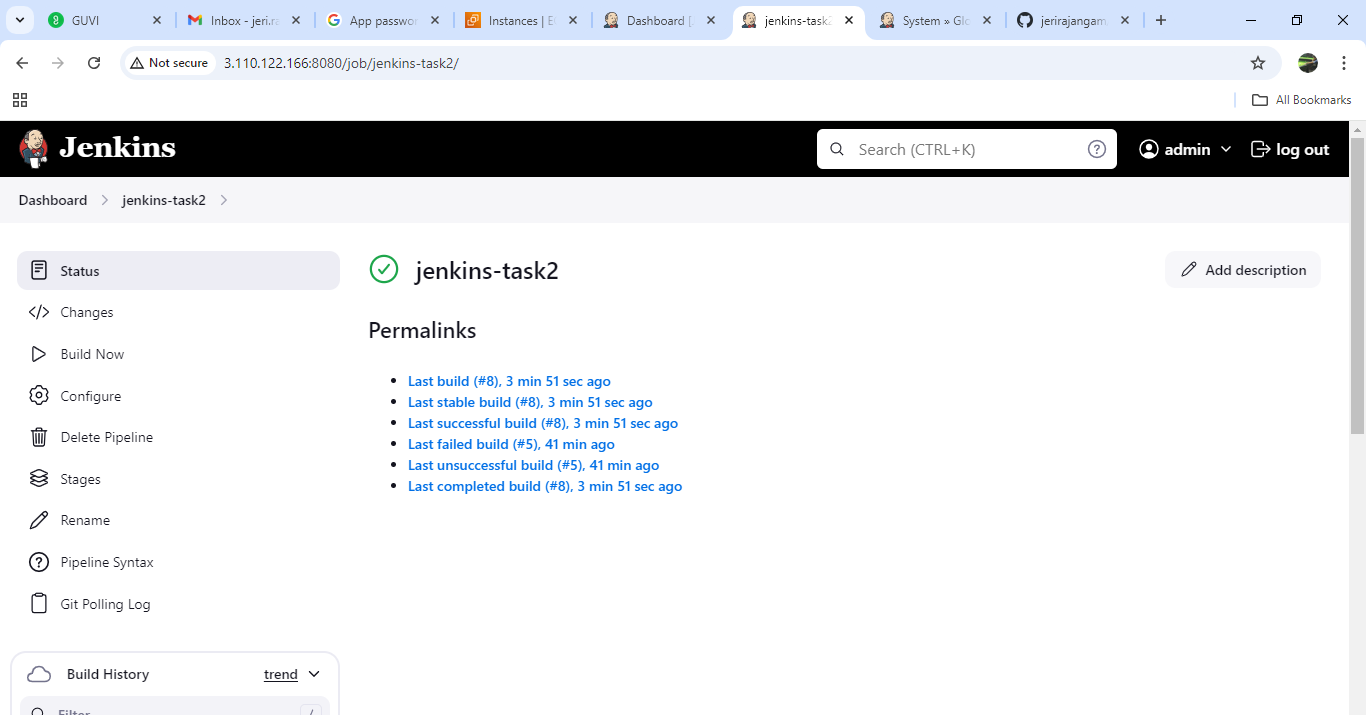 GUVI
Inbox - jeri.ra
App passwor
Instances | E
Dashboard [
jenkins-task2
System » Glo
jerirajangam
Not secure
3.110.122.166:8080/job/jenkins-task2/
All Bookmarks
Jenkins
Search (CTRL+K)
?
admin
log out
Dashboard
jenkins-task2
Status
Changes
Build Now
Configure
Delete Pipeline
Stages
Rename
Pipeline Syntax
Git Polling Log
Build History
trend
Filter
/
jenkins-task2
Add description
Permalinks
Last build (#8), 3 min 51 sec ago
Last stable build (#8), 3 min 51 sec ago
Last successful build (#8), 3 min 51 sec ago
Last failed build (#5), 41 min ago
Last unsuccessful build (#5), 41 min ago
Last completed build (#8), 3 min 51 sec ago